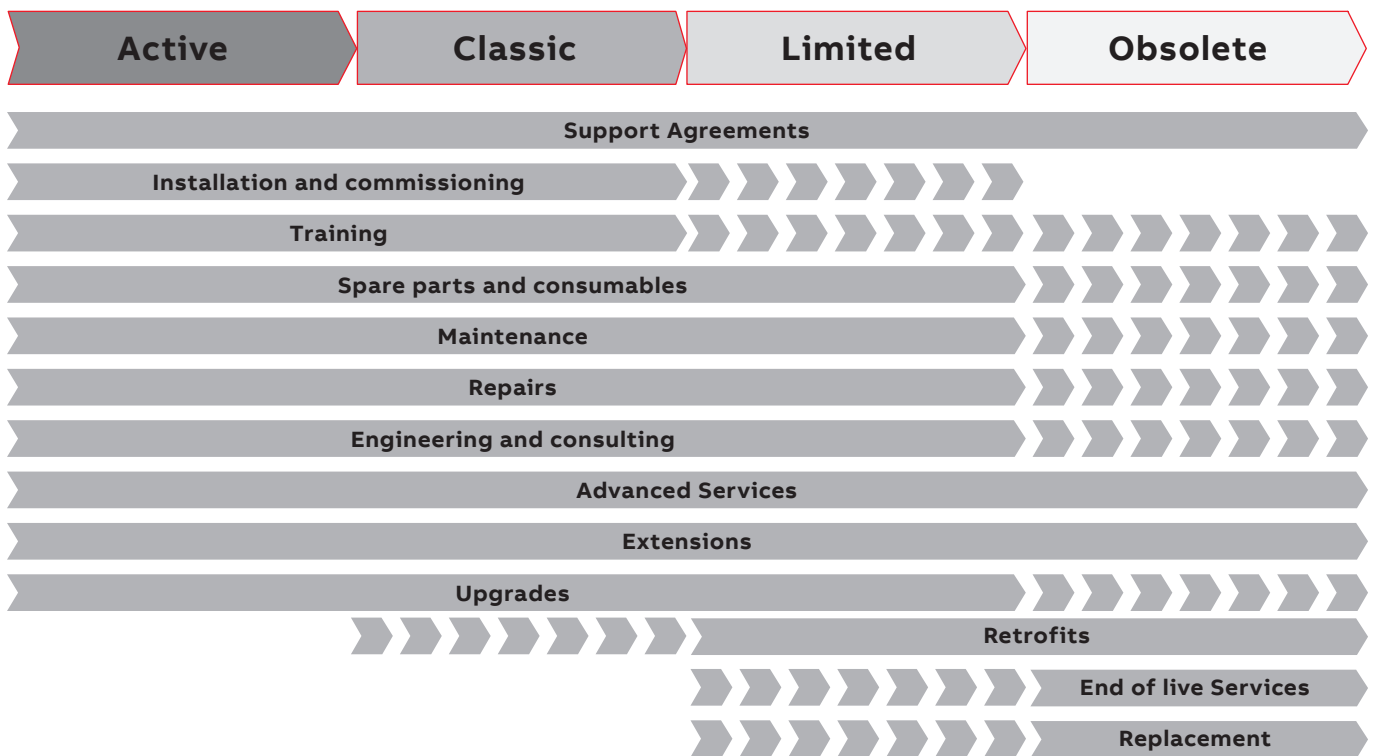 Active
Classic
Limited
Obsolete
Support Agreements
Installation and commissioning
Training
Spare parts and consumables
Maintenance
Repairs
Engineering and consulting
Advanced Services
Extensions
Upgrades
Retrofits
End of live Services
Replacement